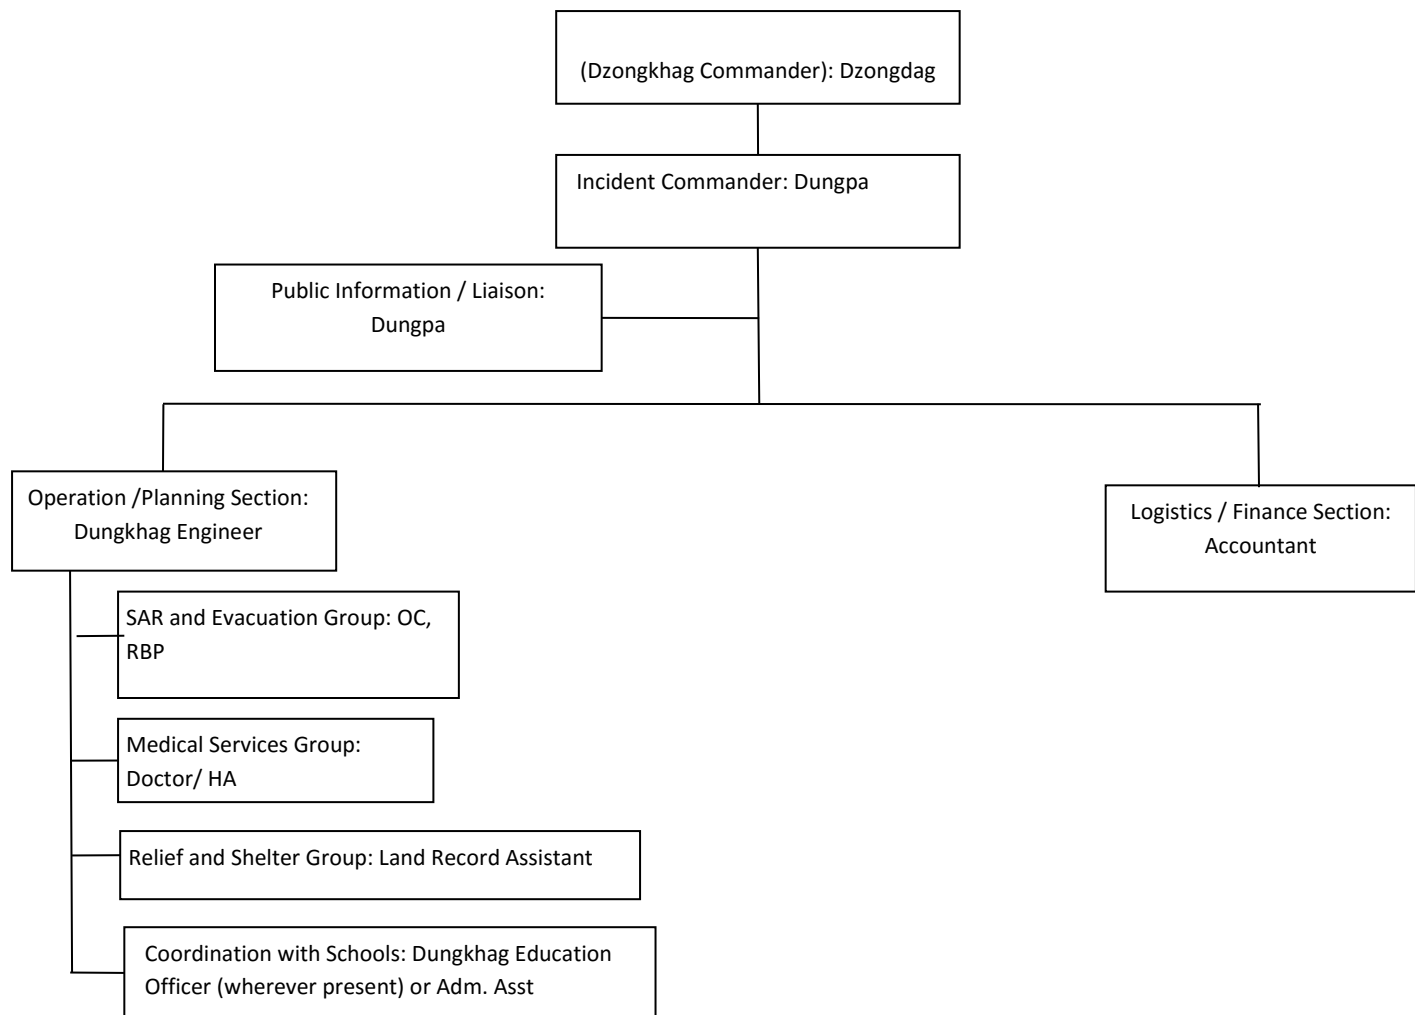 (Dzongkhag Commander): Dzongdag
Incident Commander: Dungpa
Public Information / Liaison:
Dungpa
Operation /Planning Section:
Dungkhag Engineer
Logistics / Finance Section:
Accountant
SAR and Evacuation Group: OC,
RBP
Medical Services Group:
Doctor/ HA
Relief and Shelter Group: Land Record Assistant
Coordination with Schools: Dungkhag Education
Officer (wherever present) or Adm. Asst